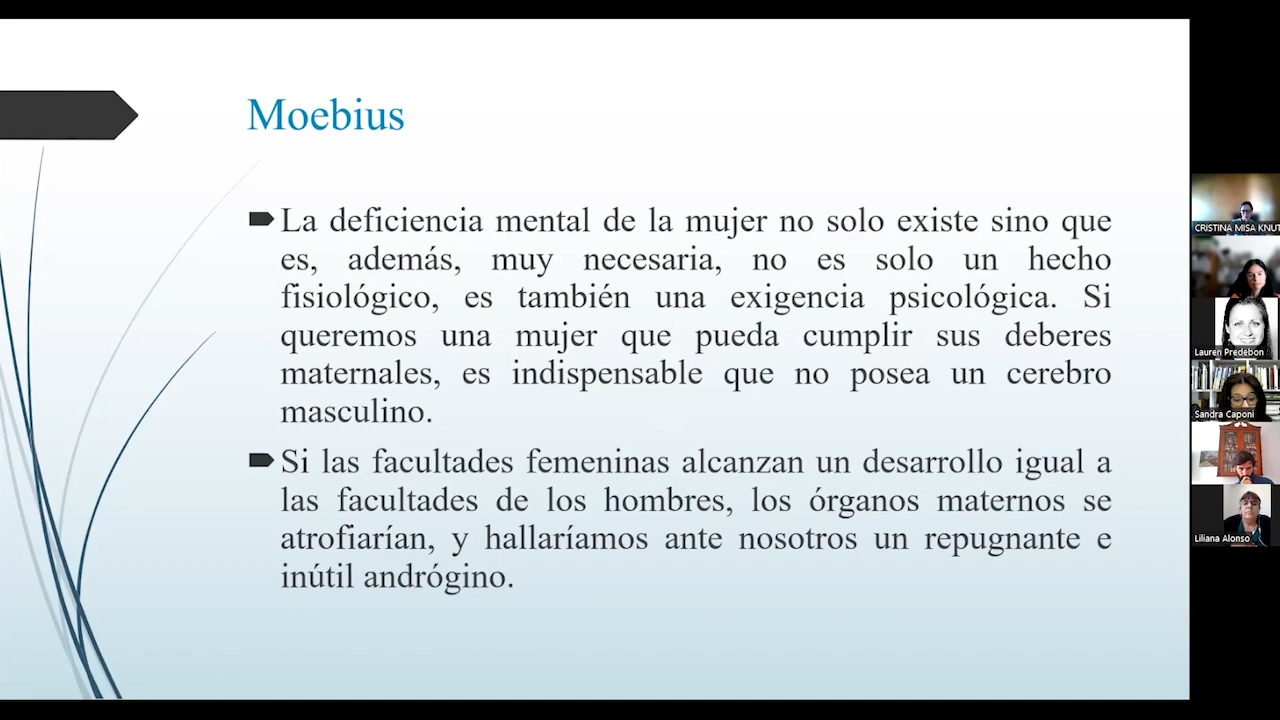 Moebius
La deficiencia mental de la mujer no solo existe sino que
es, además, muy necesaria, no es solo un hecho
fisiológico, es también una exigencia psicológica. Si
queremos una mujer que pueda cumplir sus deberes
maternales, es indispensable que no posea un cerebro
masculino.
Si las facultades femeninas alcanzan un desarrollo igual a
las facultades de los hombres, los órganos maternos se
atrofiarían, y hallaríamos ante nosotros un repugnante e
inútil andrógino.
CRISTINA MISA KNUT
Lauren Predebon
Sandra Caponi
Liliana Alonso